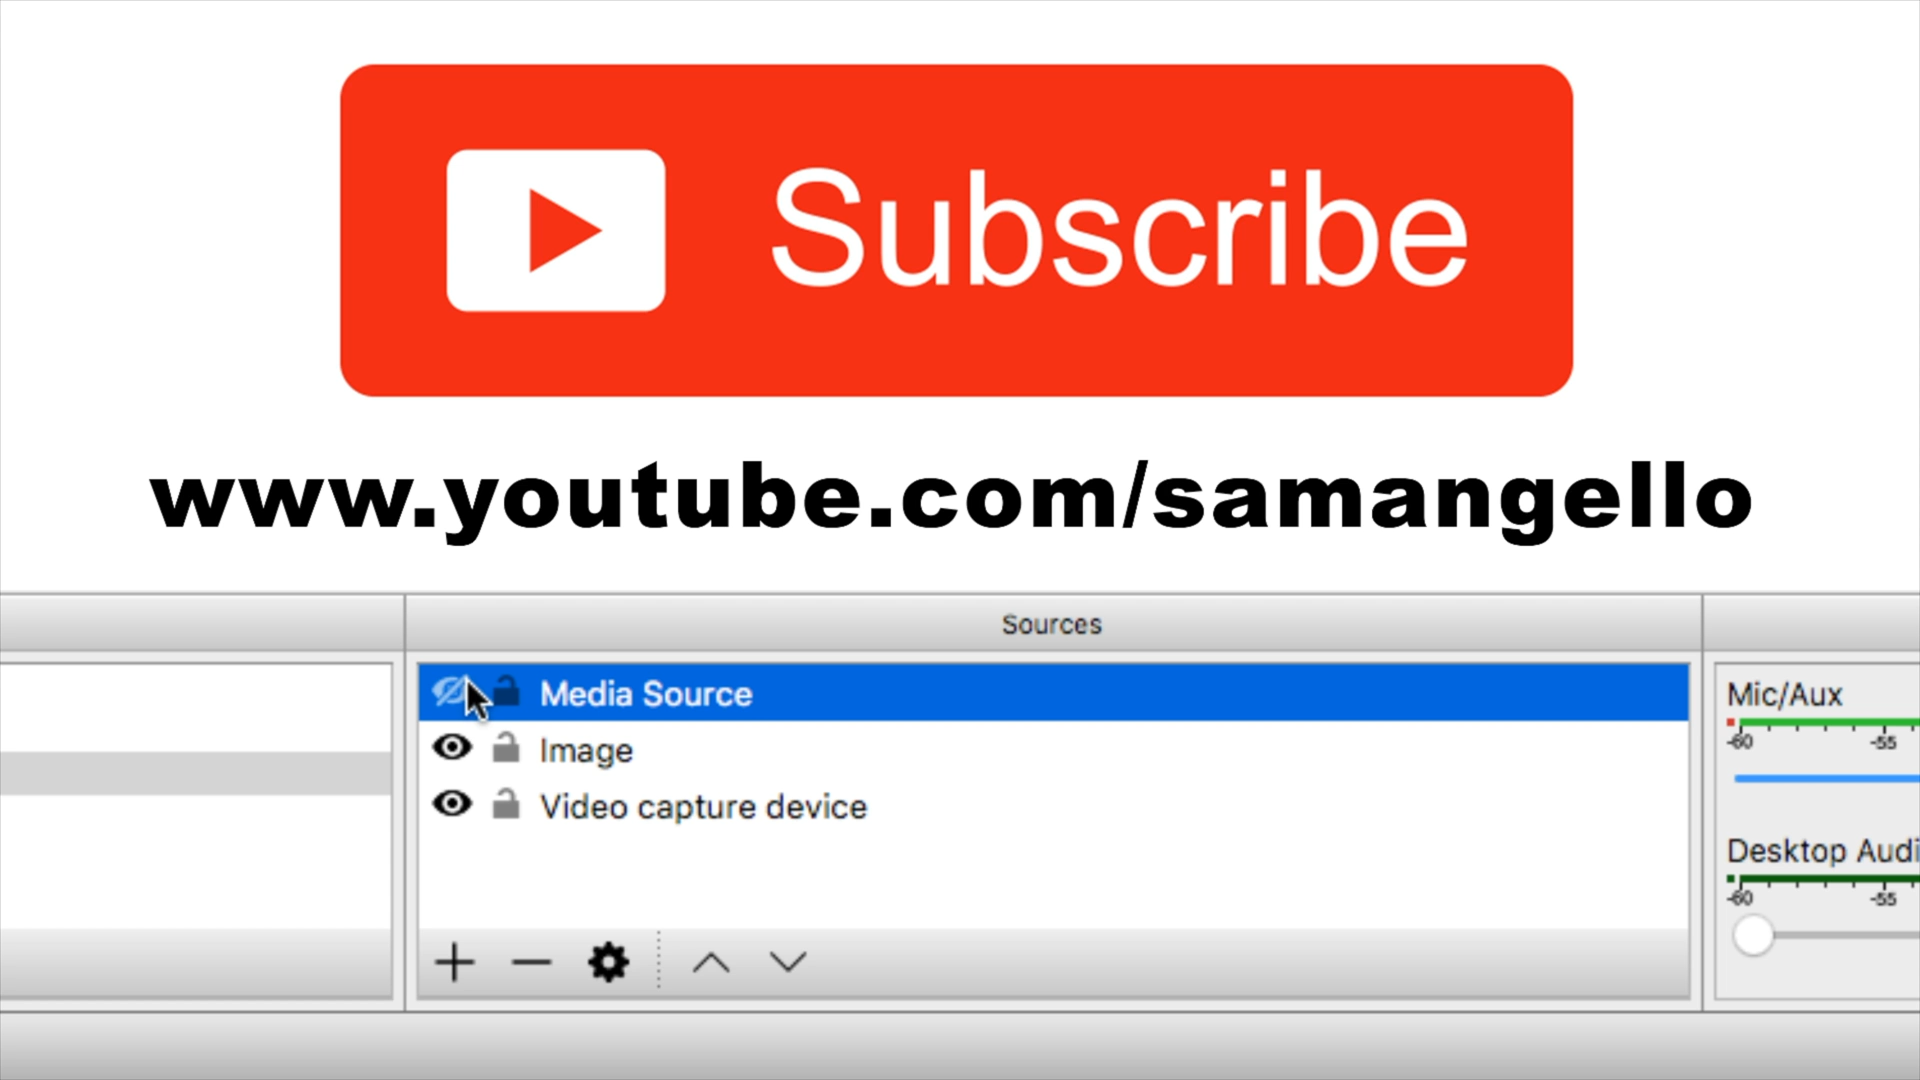 Subscribe
www.youtube.com/samangello
Sources
Media Source
Image
Video capture device
Mic/Aux
-60 -55
Desktop Audi
-60 -55